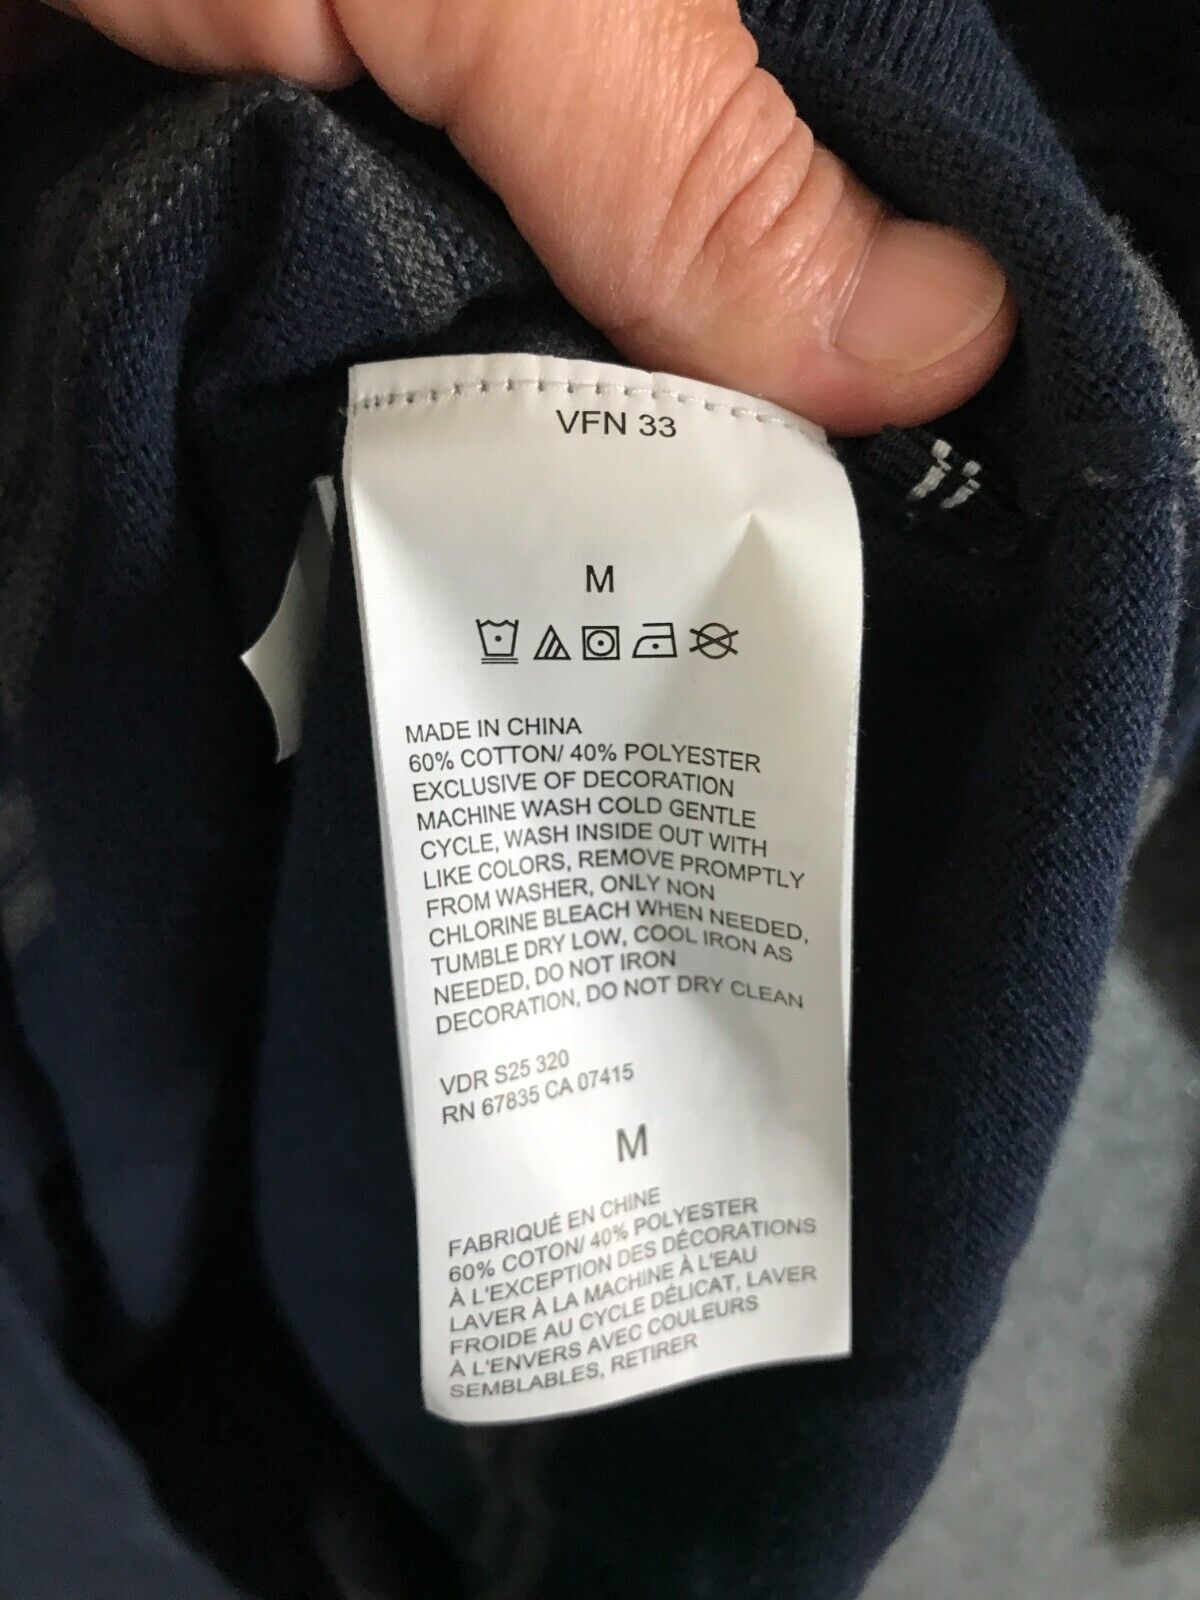 VFN 33
M
MADE IN CHINA
60% COTTON/ 40% POLYESTER
EXCLUSIVE OF DECORATION
MACHINE WASH COLD GENTLE
CYCLE, WASH INSIDE OUT WITH
LIKE COLORS, REMOVE PROMPTLY
FROM WASHER, ONLY NON
CHLORINE BLEACH WHEN NEEDED,
TUMBLE DRY LOW, COOL IRON AS
NEEDED, DO NOT IRON
DECORATION, DO NOT DRY CLEAN
VDR S25 320
RN 67835 CA 07415
M
FABRIQUÉ EN CHINE
60% COTON/ 40% POLYESTER
À L'EXCEPTION DES DÉCORATIONS
LAVER À LA MACHINE À L'EAU
FROIDE AU CYCLE DÉLICAT, LAVER
À L'ENVERS AVEC COULEURS
SEMBLABLES, RETIRER